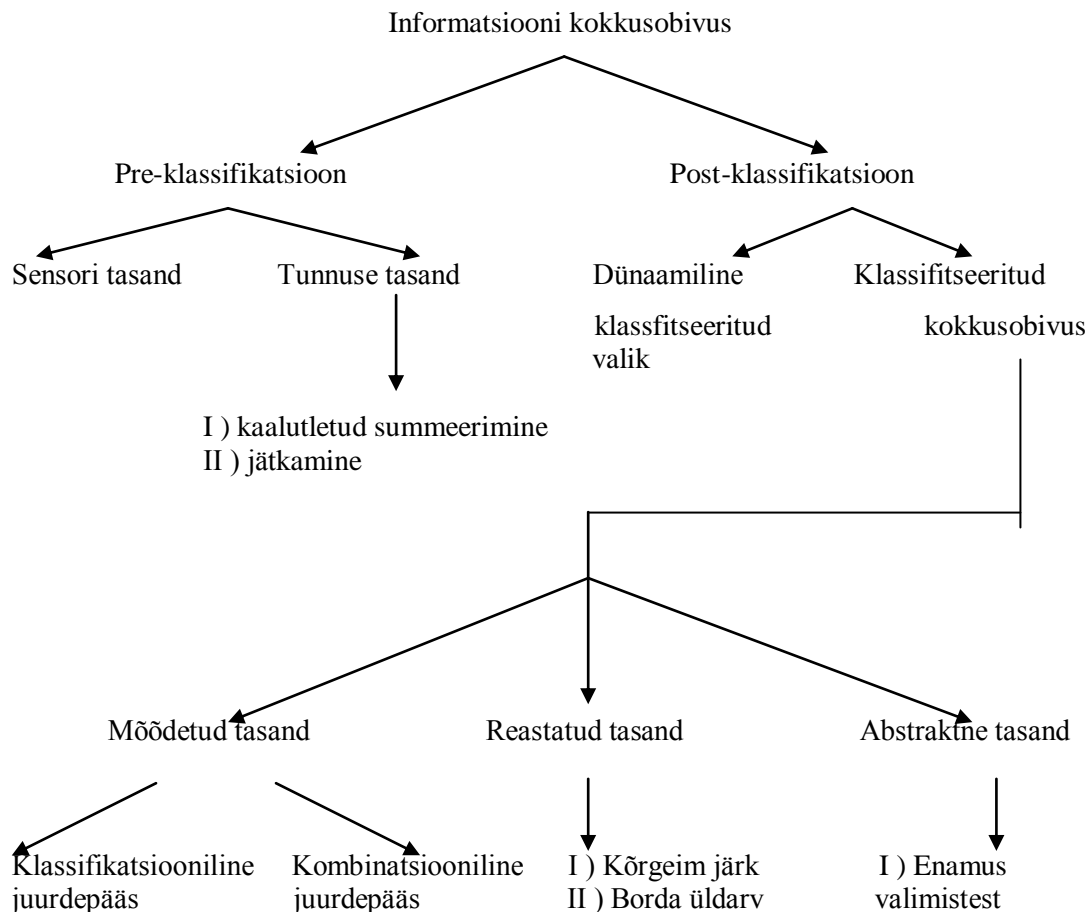 Informatsiooni kokkusobivus
Pre-klassifikatsioon
Post-klassifikatsioon
Sensori tasand
Tunnuse tasand
Dünaamiline
klassfitseeritud
valik
Klassifitseeritud
kokkusobivus
I ) kaalutletud summeerimine
II ) jätkamine
Mõõdetud tasand
Reastatud tasand
Abstraktne tasand
Klassifikatsiooniline
juurdepääs
Kombinatsiooniline
juurdepääs
I ) Kõrgeim järk
II ) Borda üldarv
I ) Enamus
valimistest